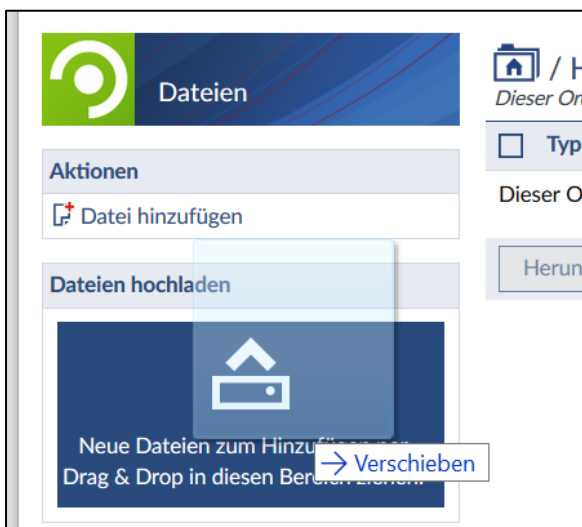 Dateien
Aktionen
Datei hinzufügen
Dateien hochladen
Neue Dateien zum Hinzufügen per
Drag & Drop in diesen Bereich ziehen.
→ Verschieben
/ H
Dieser Or
Typ
Dieser O
Herun